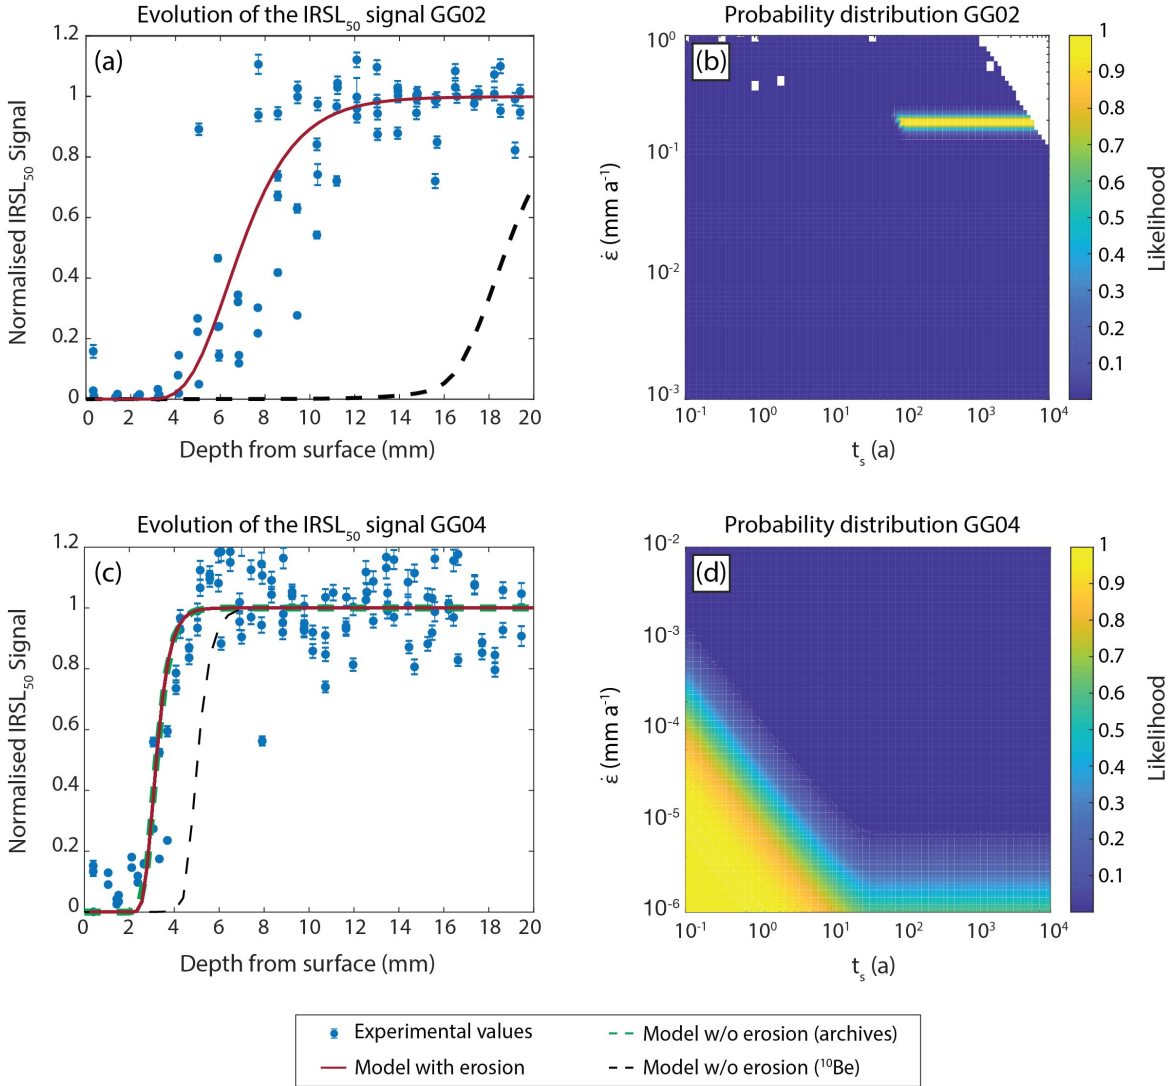 Evolution of the IRSL50 signal GG02
(a)
Normalised IRSL50 Signal
1.2
1
0.8
0.6
0.4
0.2
0
0 2 4 6 8 10 12 14 16 18 20
Depth from surface (mm)
Probability distribution GG02
(b)
ε̇ (mm a-1)
10^0
10^-1
10^-2
10^-3
10^-1 10^0 10^1 10^2 10^3 10^4
ts (a)
1
0.9
0.8
0.7
0.6
0.5
0.4
0.3
0.2
0.1
Likelihood
Evolution of the IRSL50 signal GG04
(c)
Normalised IRSL50 Signal
1.2
1
0.8
0.6
0.4
0.2
0
0 2 4 6 8 10 12 14 16 18 20
Depth from surface (mm)
Probability distribution GG04
(d)
ε̇ (mm a-1)
10^-2
10^-3
10^-4
10^-5
10^-6
10^-1 10^0 10^1 10^2 10^3 10^4
ts (a)
1
0.9
0.8
0.7
0.6
0.5
0.4
0.3
0.2
0.1
Likelihood
Experimental values
Model w/o erosion (archives)
Model with erosion
Model w/o erosion (10Be)